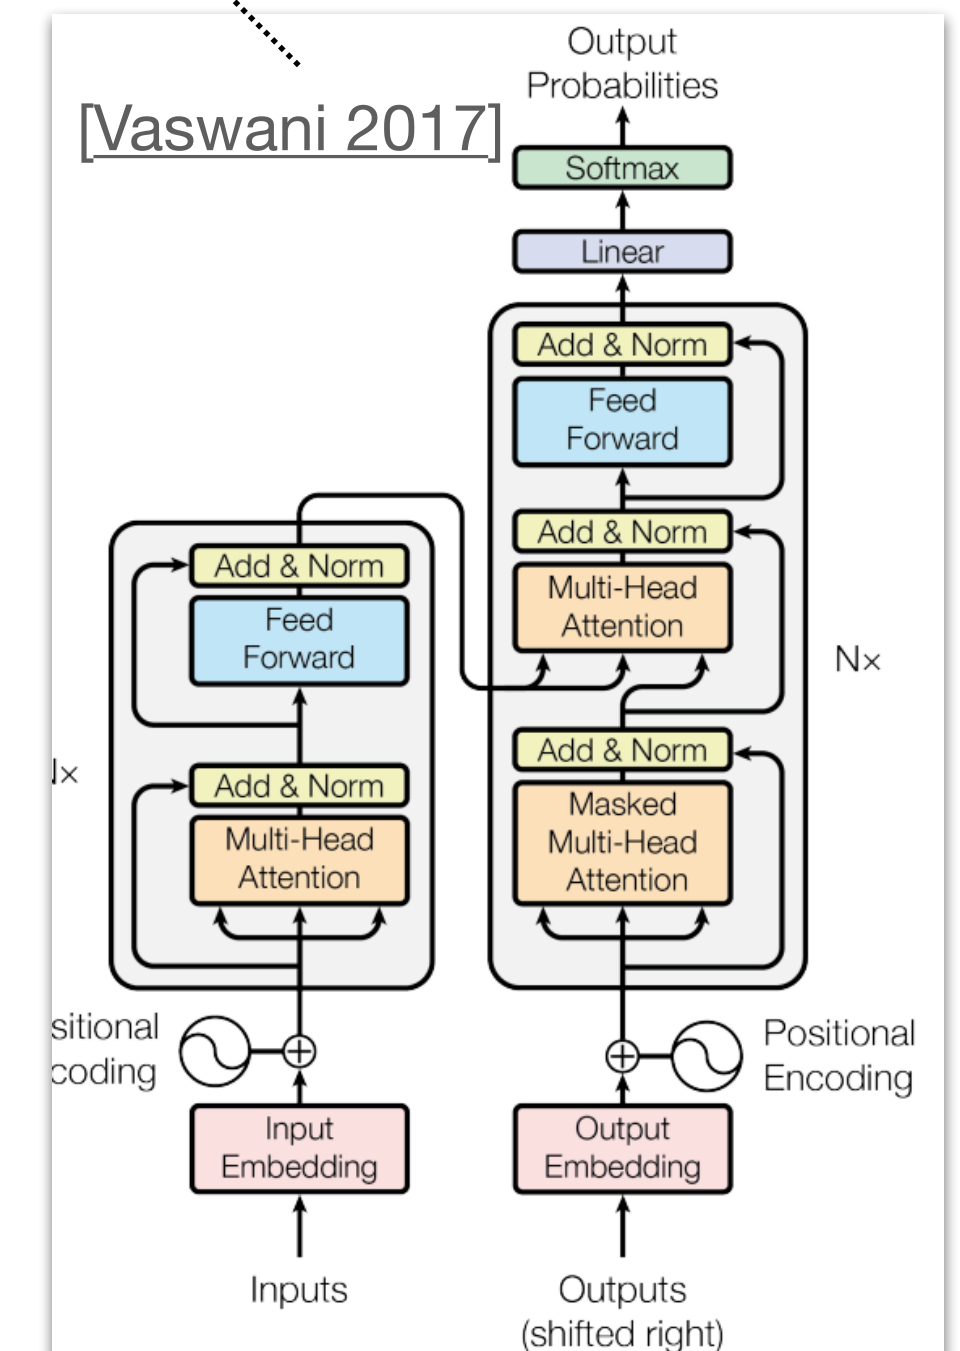 Output
Probabilities
[Vaswani 2017]
Softmax
Linear
Add & Norm
Feed
Forward
Add & Norm
Multi-Head
Attention
N×
Add & Norm
Masked
Multi-Head
Attention
Add & Norm
Feed
Forward
×
Add & Norm
Multi-Head
Attention
sitional
coding
Positional
Encoding
Input
Embedding
Output
Embedding
Inputs
Outputs
(shifted right)